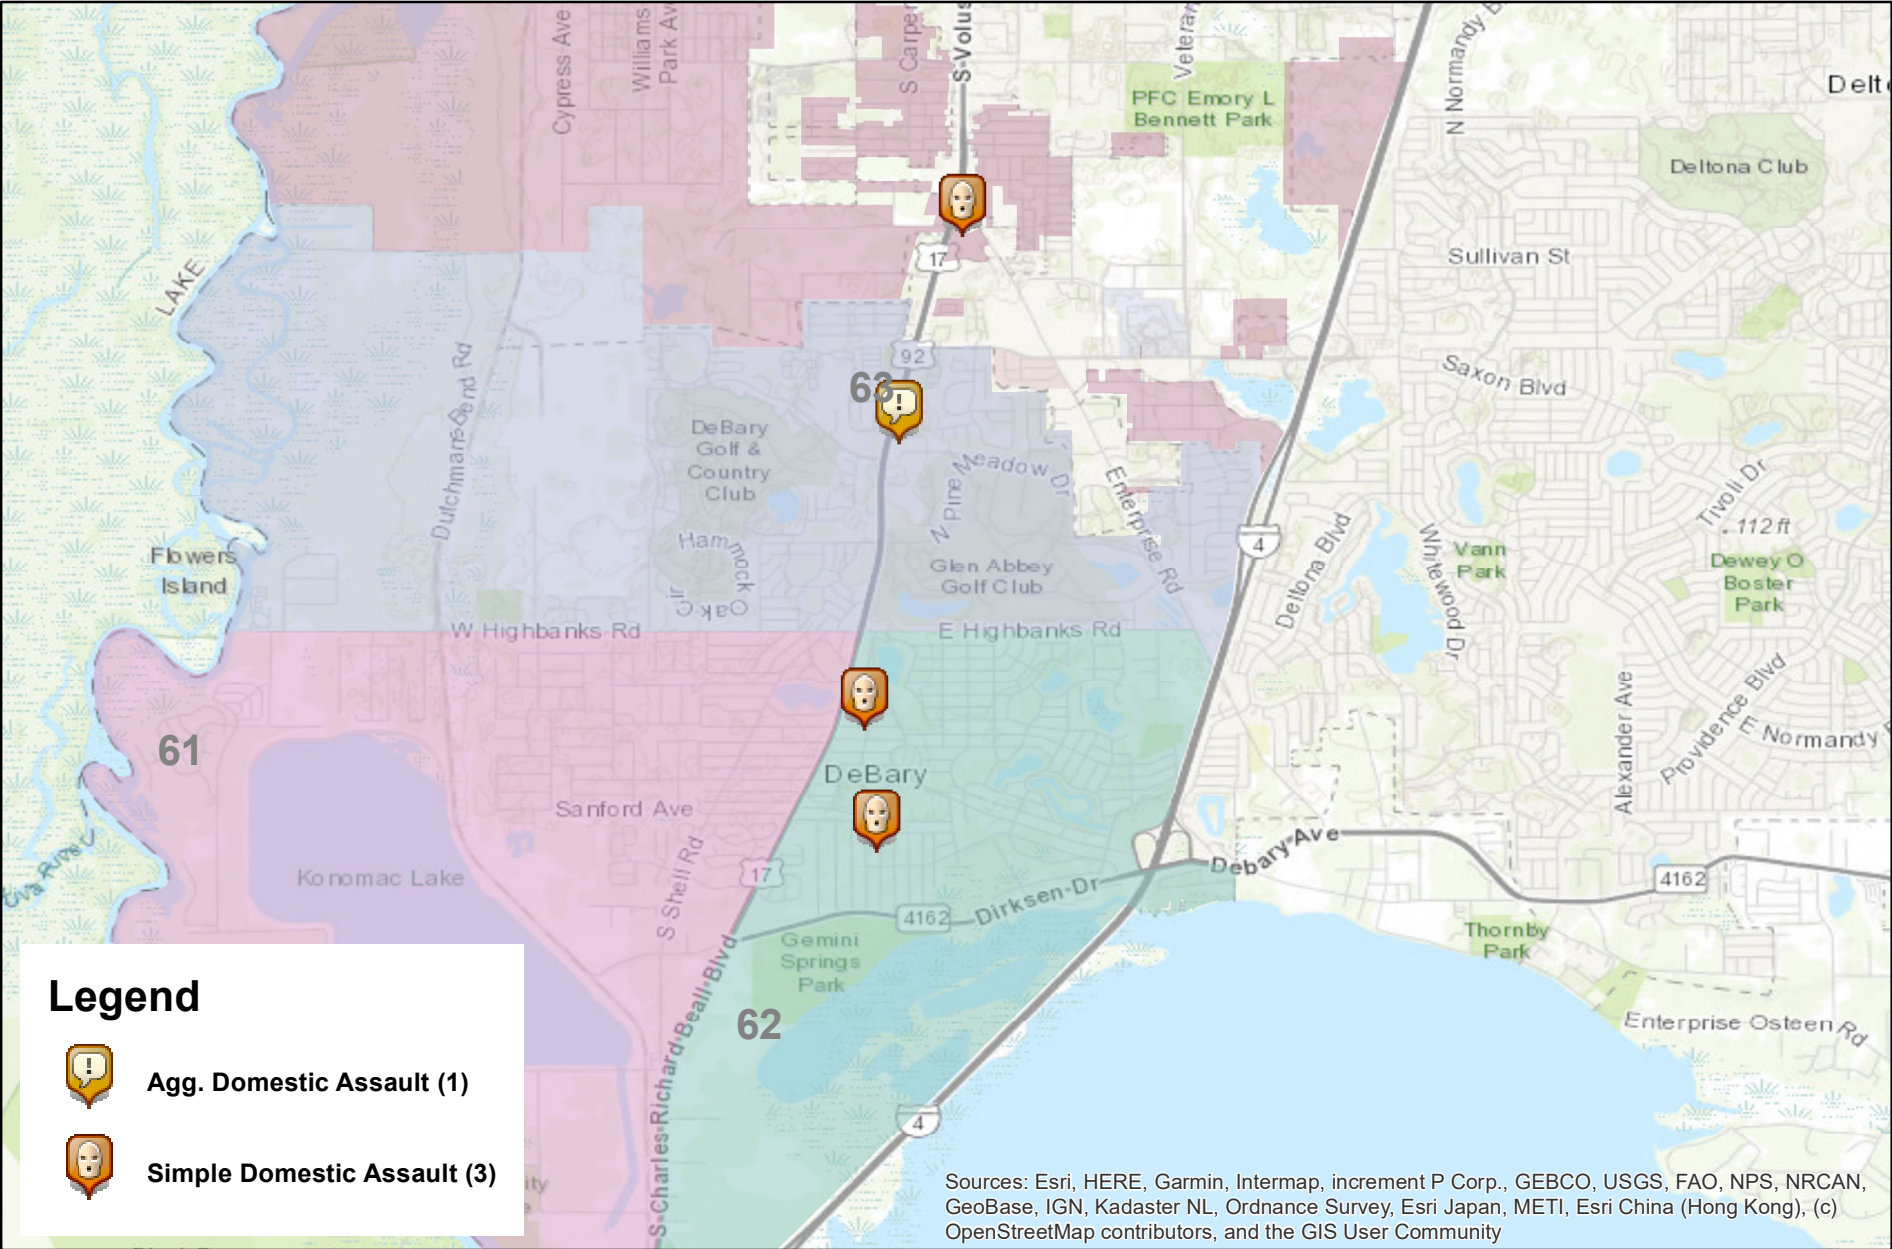 Cypress Ave
Williams
Park Av
S Carper
S-Volus
Veterar
N Normandy B
Delt
PFC Emory L
Bennett Park
Deltona Club
LAKE
17
Sullivan St
92
63
Saxon Blvd
Dutchmans Bend Rd
DeBary
Golf &
Country
Club
N Pine Meadow Dr
Enterprise Rd
Tivoli Dr
112 ft
4
Deltona Blvd
Whitewood Dr
Vann
Park
Dewey O
Boster
Park
Flowers
Island
Hammock Oak Cir
Glen Abbey
Golf Club
W Highbanks Rd
E Highbanks Rd
61
Alexander Ave
Providence Blvd
E Normandy
DeBary
Sanford Ave
S Shell Rd
17
Konomac Lake
Debary Ave
4162
Dirksen-Dr
4162
Gemini
Springs
Park
Thornby
Park
62
S-Charles-Richard-Beall-Blvd
Enterprise Osteen Rd
4
Legend
Agg. Domestic Assault (1)
Simple Domestic Assault (3)
Sources: Esri, HERE, Garmin, Intermap, increment P Corp., GEBCO, USGS, FAO, NPS, NRCAN,
GeoBase, IGN, Kadaster NL, Ordnance Survey, Esri Japan, METI, Esri China (Hong Kong), (c)
OpenStreetMap contributors, and the GIS User Community